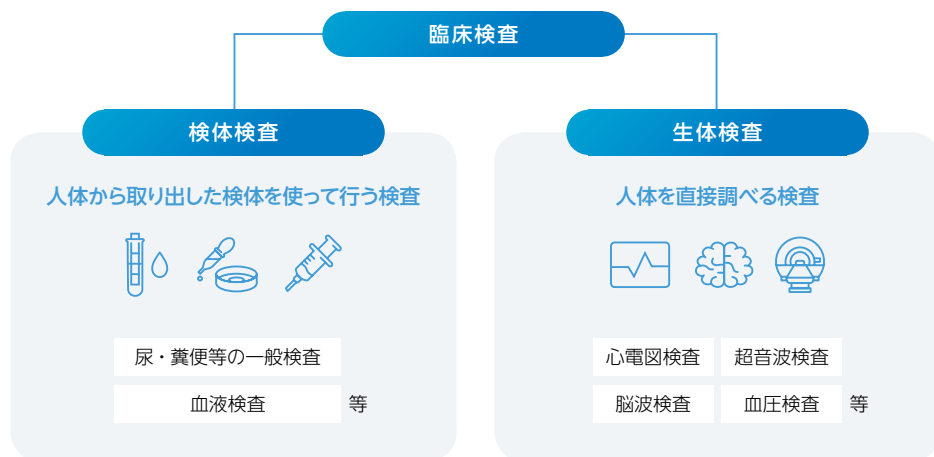 臨床検査
検体検査
人体から取り出した検体を使って行う検査
尿・糞便等の一般検査
血液検査 等
生体検査
人体を直接調べる検査
心電図検査 超音波検査
脳波検査 血圧検査 等